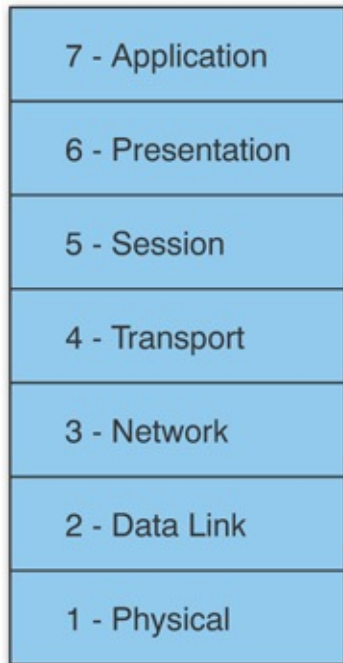 7 - Application
6 - Presentation
5 - Session
4 - Transport
3 - Network
2 - Data Link
1 - Physical